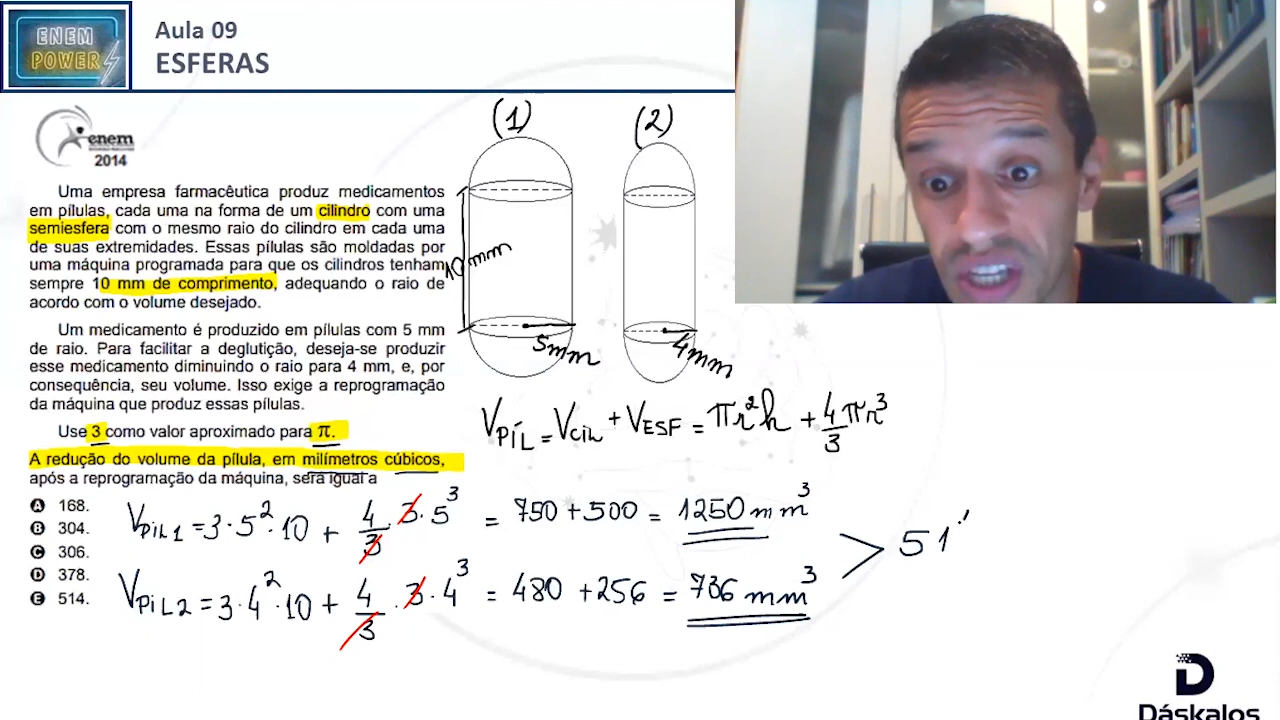 ENEM
POWER
Aula 09
ESFERAS
enem
2014
Uma empresa farmacêutica produz medicamentos
em pílulas, cada uma na forma de um cilindro com uma
semiesfera com o mesmo raio do cilindro em cada uma
de suas extremidades. Essas pílulas são moldadas por
uma máquina programada para que os cilindros tenham
sempre 10 mm de comprimento, adequando o raio de
acordo com o volume desejado.
Um medicamento é produzido em pílulas com 5 mm
de raio. Para facilitar a deglutição, deseja-se produzir
esse medicamento diminuindo o raio para 4 mm, e, por
consequência, seu volume. Isso exige a reprogramação
da máquina que produz essas pílulas.
Use 3 como valor aproximado para π.
A redução do volume da pílula, em milímetros cúbicos,
após a reprogramação da máquina, será igual a
A 168.
B 304.
C 306.
D 378.
E 514.
(1)
(2)
10mm
5mm
4mm
VPÍL = VCIL + VESF = πr²h + 4/3 πr³
VPIL1 = 3·5²·10 + 4/3·3·5³ = 750+500 = 1250mm³
VPIL2 = 3·4²·10 + 4/3·3·4³ = 480+256 = 736mm³
> 51
D
Dáskalos